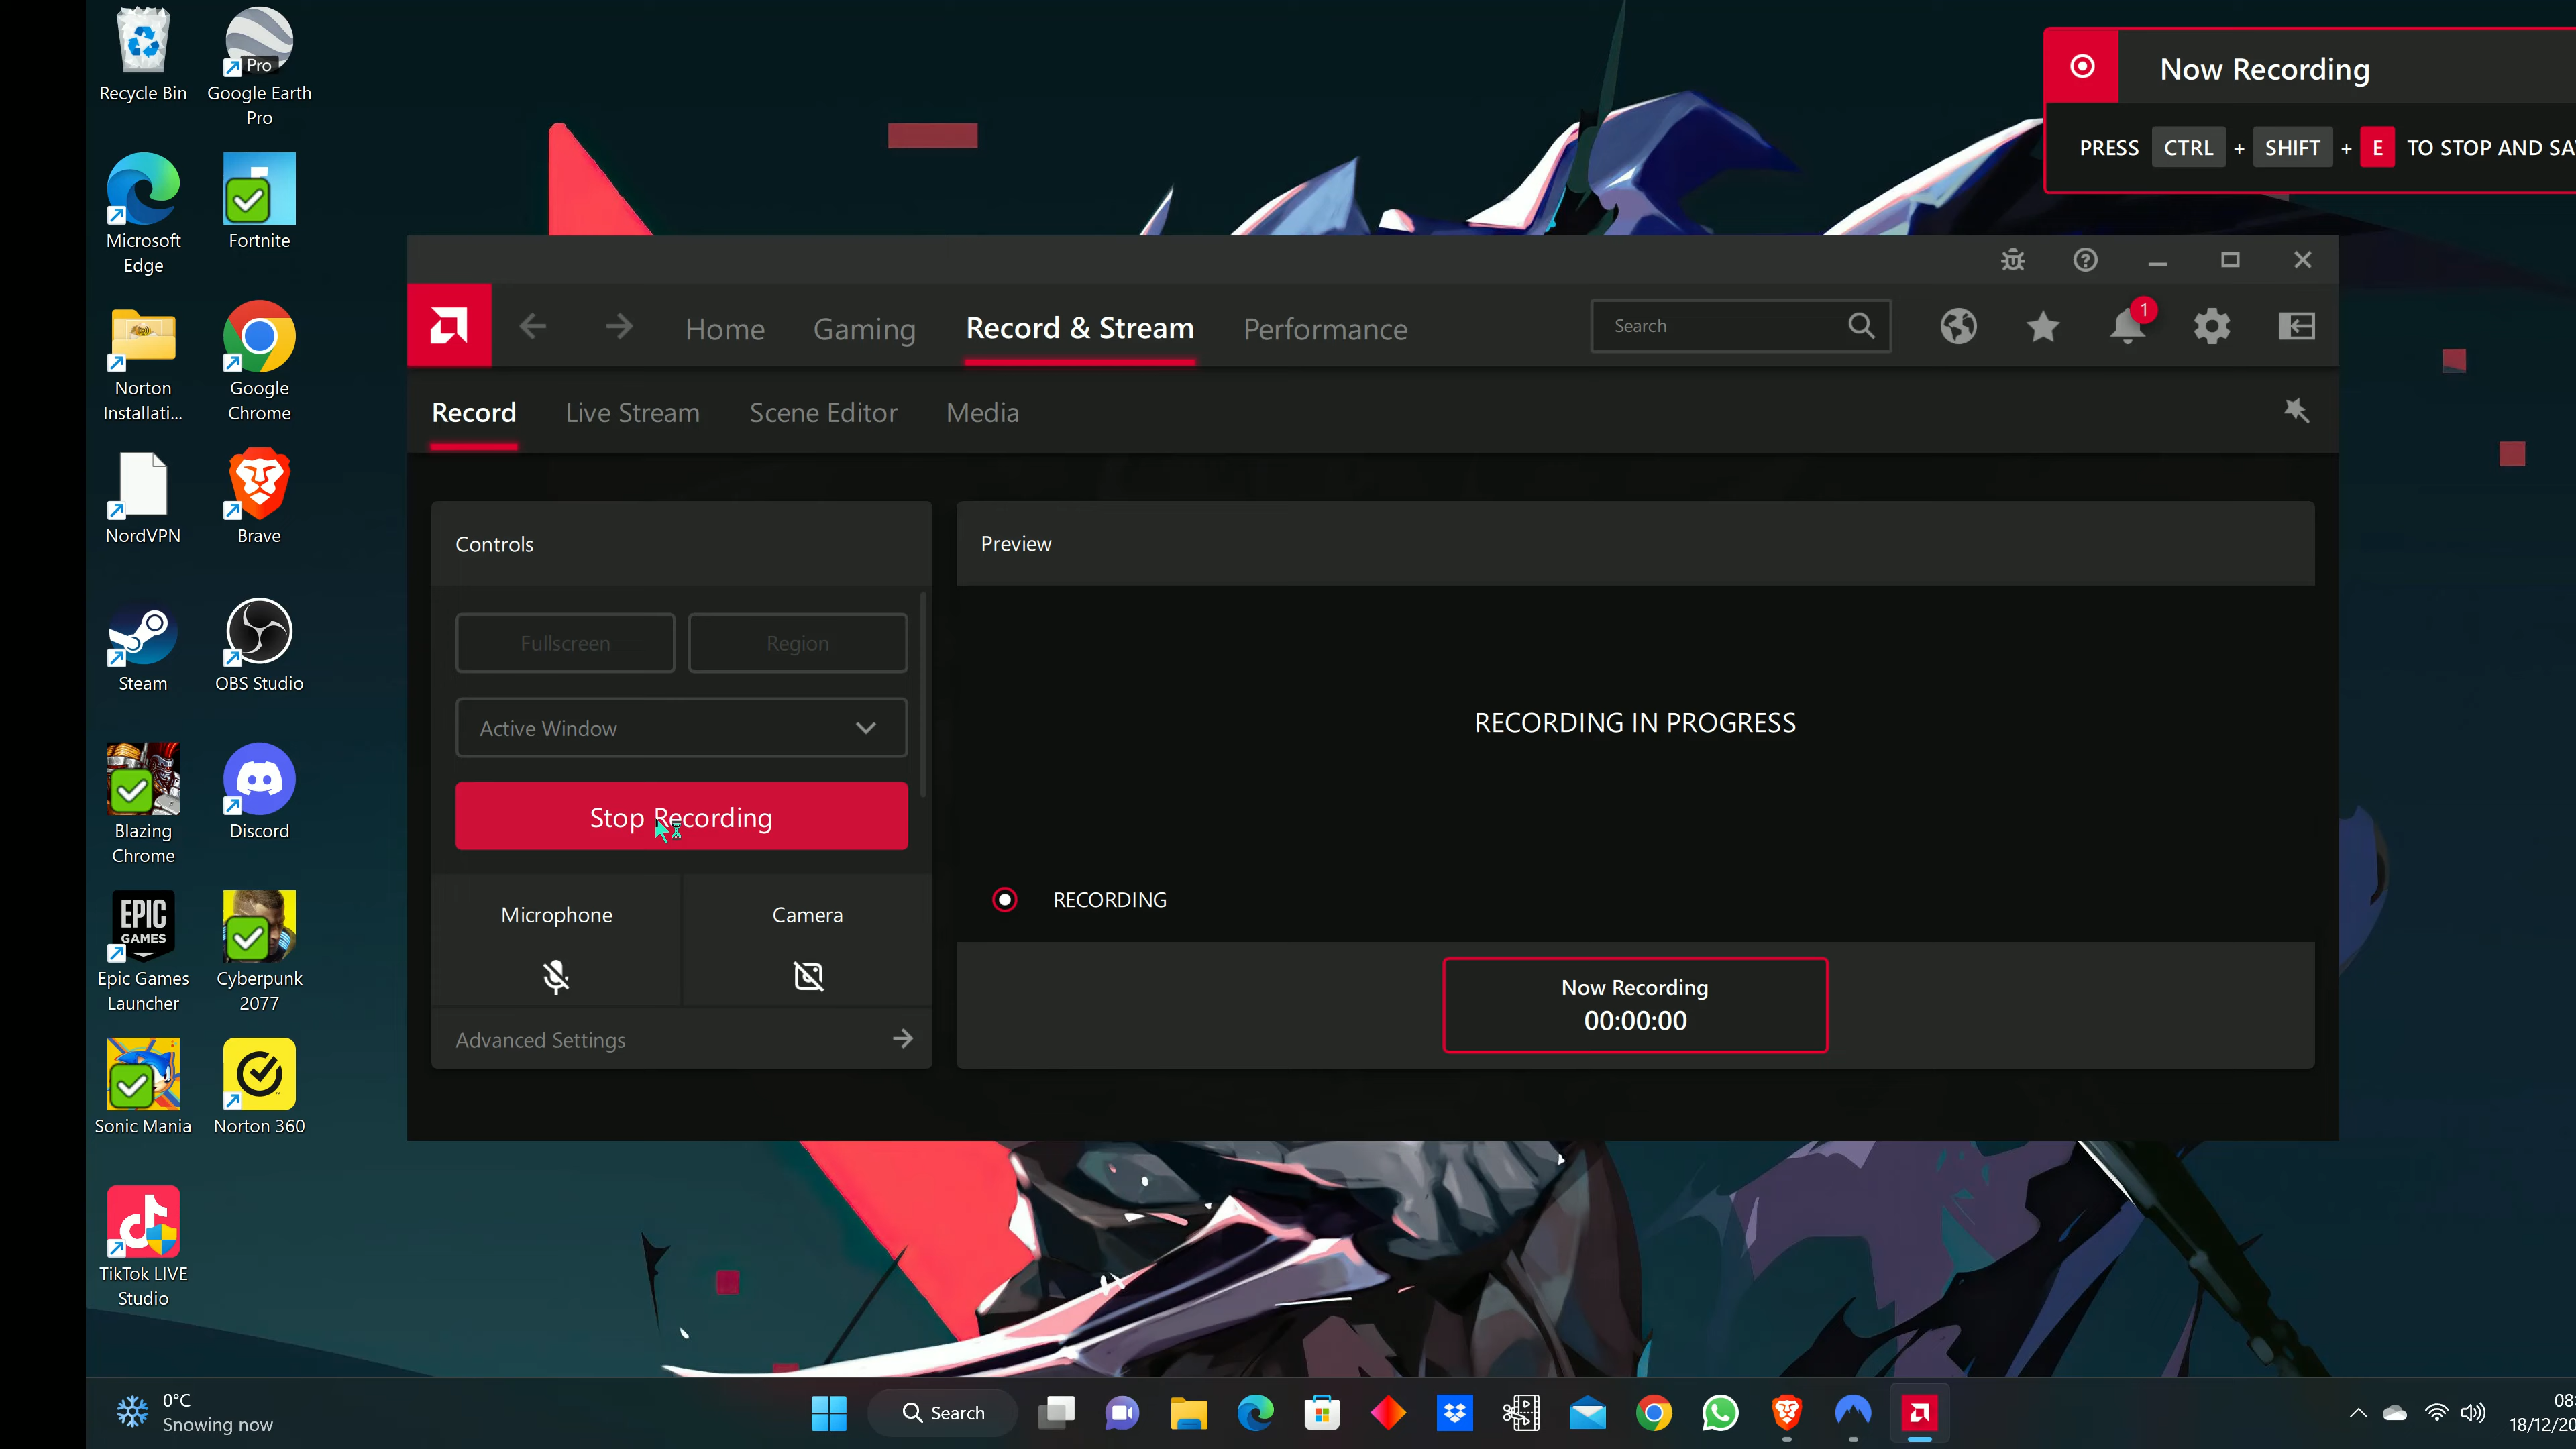 Recycle Bin
Pro
Google Earth
Pro
Microsoft
Edge
Fortnite
Norton
Installati...
Google
Chrome
NordVPN
Brave
Steam
OBS Studio
Blazing
Chrome
Discord
EPIC
GAMES
Epic Games
Launcher
Cyberpunk
2077
Sonic Mania
Norton 360
TikTok LIVE
Studio
Now Recording
PRESS CTRL + SHIFT + E TO STOP AND SA
Home
Gaming
Record & Stream
Performance
Search
1
Record
Live Stream
Scene Editor
Media
Controls
Fullscreen
Region
Active Window
Stop Recording
Microphone
Camera
Advanced Settings
Preview
RECORDING IN PROGRESS
RECORDING
Now Recording
00:00:00
0°C
Snowing now
Search
08:
18/12/20